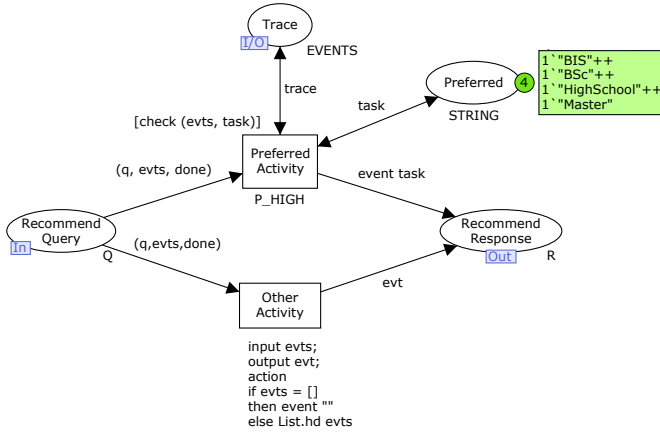 Trace
I/O
EVENTS
trace
Preferred
4
STRING
1`"BIS"++
1`"BSc"++
1`"HighSchool"++
1`"Master"
task
[check (evts, task)]
Preferred
Activity
P_HIGH
(q, evts, done)
event task
Recommend
Query
In
Q
(q,evts,done)
Recommend
Response
Out
R
evt
Other
Activity
input evts;
output evt;
action
if evts = []
then event ""
else List.hd evts